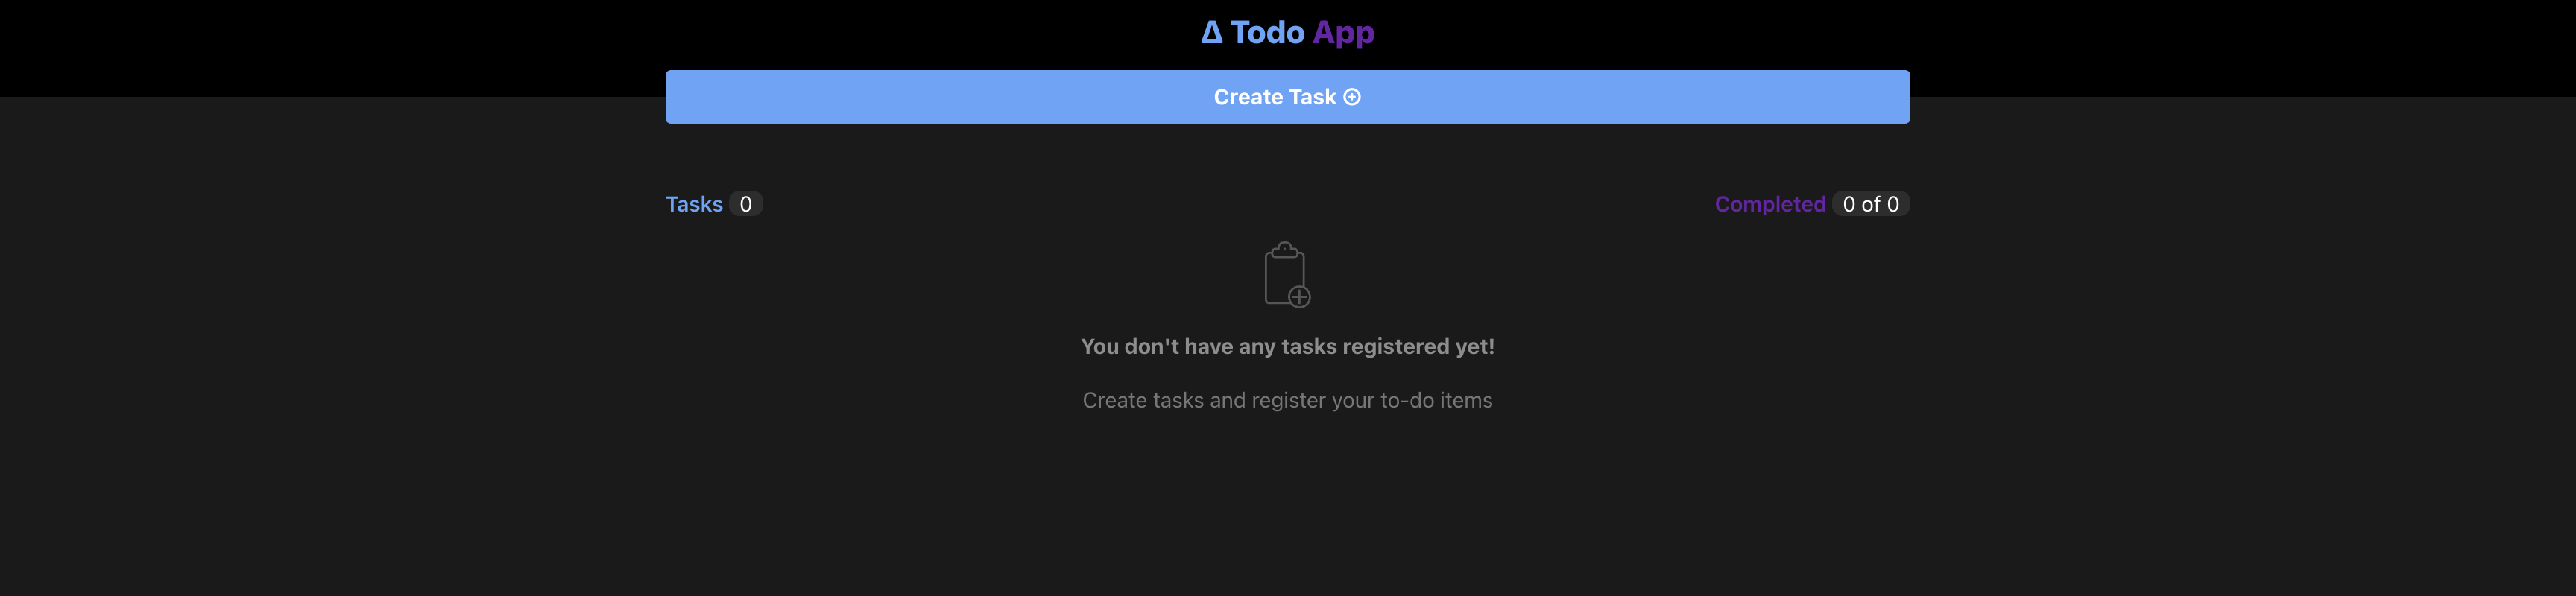 Δ Todo App
Create Task
Tasks 0
Completed 0 of 0
You don't have any tasks registered yet!
Create tasks and register your to-do items